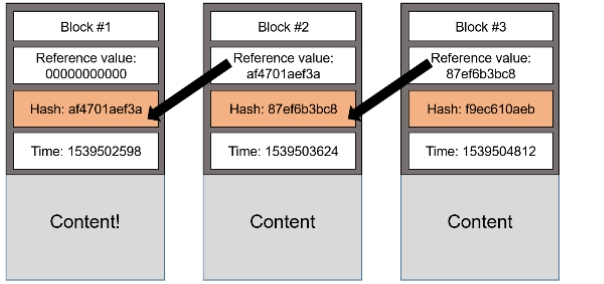 Block #1
Reference value:
00000000000
Hash: af4701aef3a
Time: 1539502598
Content!
Block #2
Reference value:
af4701aef3a
Hash: 87ef6b3bc8
Time: 1539503624
Content
Block #3
Reference value:
87ef6b3bc8
Hash: f9ec610aeb
Time: 1539504812
Content